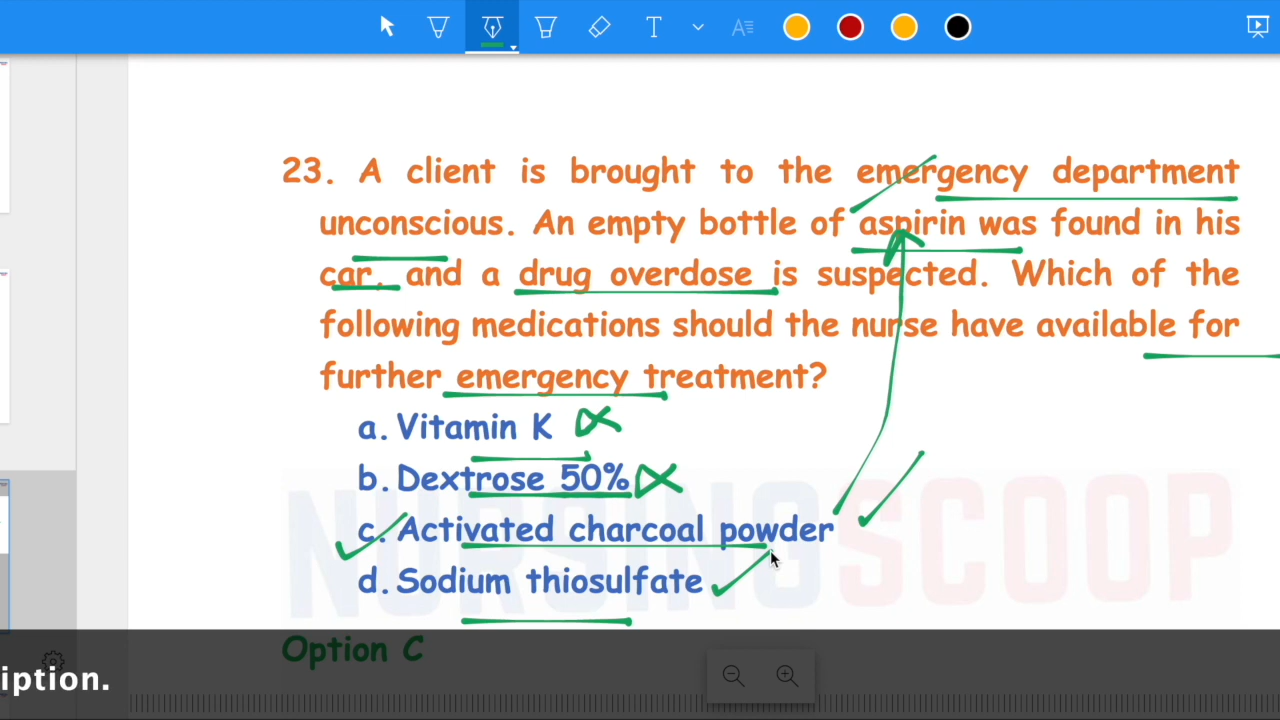 23. A client is brought to the emergency department
unconscious. An empty bottle of aspirin was found in his
car, and a drug overdose is suspected. Which of the
following medications should the nurse have available for
further emergency treatment?
a. Vitamin K
b. Dextrose 50%
c. Activated charcoal powder
d. Sodium thiosulfate
NURSINGSCOOP
Option C
iption.